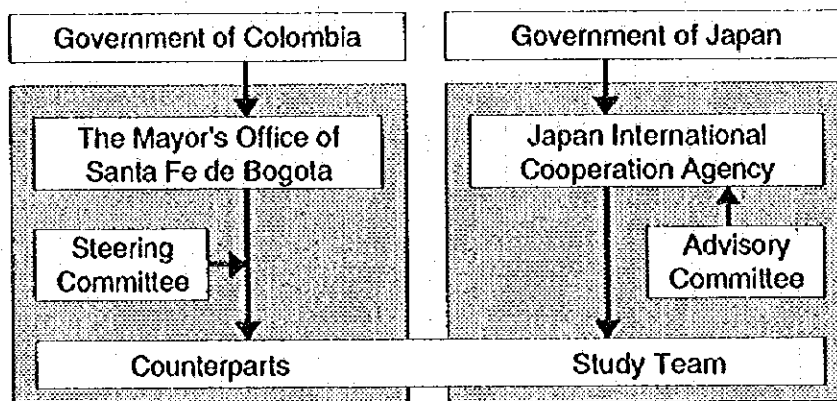 Government of Colombia
Government of Japan
The Mayor's Office of
Santa Fe de Bogota
Japan International
Cooperation Agency
Steering
Committee
Advisory
Committee
Counterparts
Study Team